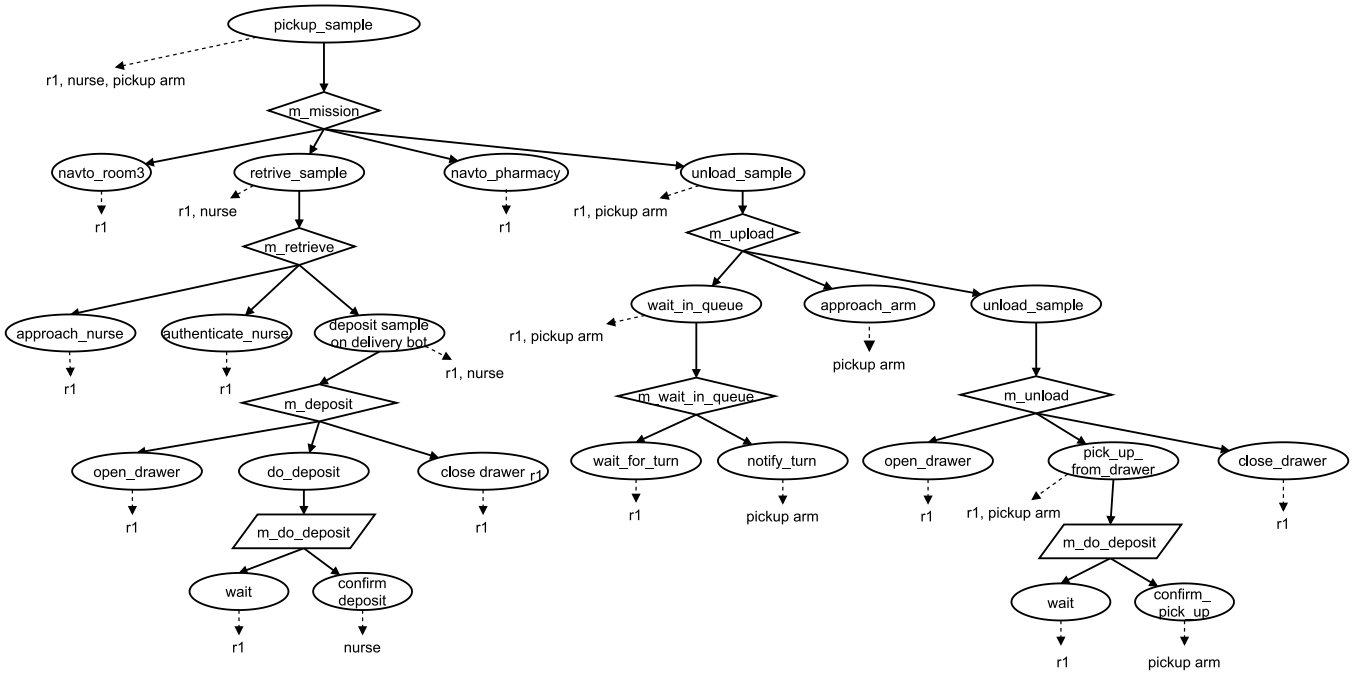 pickup_sample
r1, nurse, pickup arm
m_mission
navto_room3
retrive_sample
navto_pharmacy
unload_sample
r1
r1, nurse
r1
r1, pickup arm
m_retrieve
m_upload
approach_nurse
authenticate_nurse
deposit sample
on delivery bot
wait_in_queue
approach_arm
unload_sample
r1
r1
r1, nurse
r1, pickup arm
pickup arm
m_deposit
m_wait_in_queue
m_unload
open_drawer
do_deposit
close drawer
r1
wait_for_turn
notify_turn
open_drawer
pick_up_
from_drawer
close_drawer
r1
r1
r1
pickup arm
r1
r1, pickup arm
r1
m_do_deposit
m_do_deposit
wait
confirm
deposit
wait
confirm_
pick_up
r1
nurse
r1
pickup arm